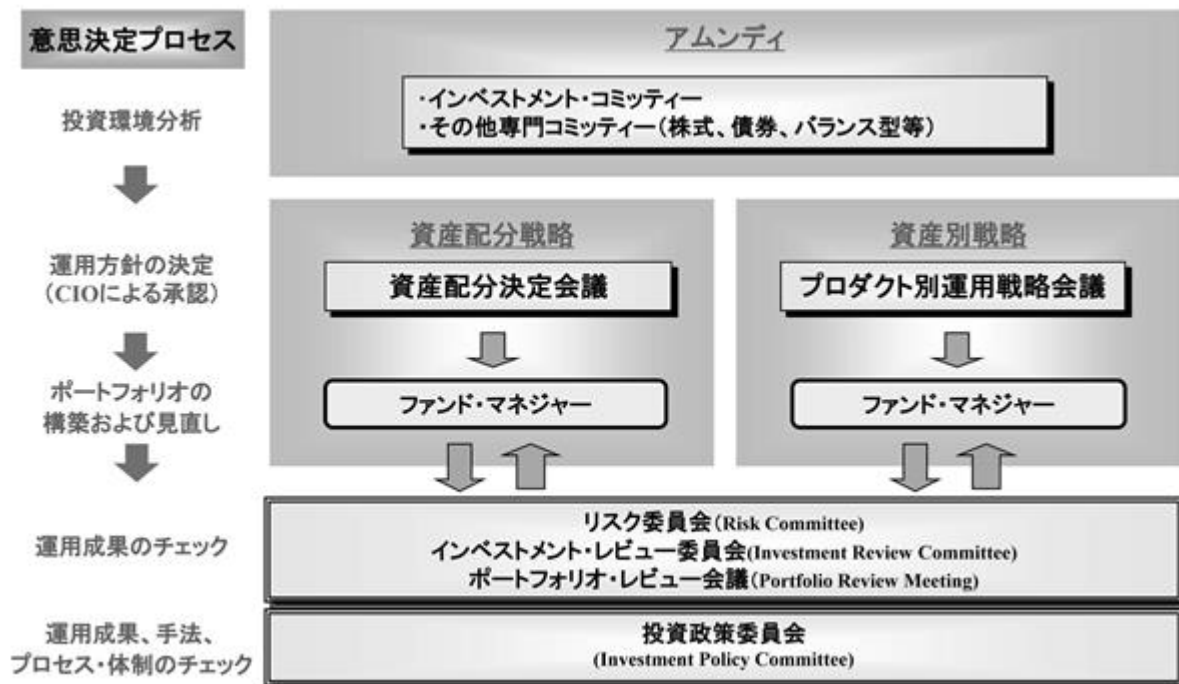 意思決定プロセス
アムンディ
・インベストメント・コミッティー
・その他専門コミッティー（株式、債券、バランス型等）
投資環境分析
資産配分戦略
資産別戦略
運用方針の決定
（CIOによる承認）
資産配分決定会議
プロダクト別運用戦略会議
ポートフォリオの
構築および見直し
ファンド・マネジャー
ファンド・マネジャー
運用成果のチェック
リスク委員会(Risk Committee)
インベストメント・レビュー委員会(Investment Review Committee)
ポートフォリオ・レビュー会議(Portfolio Review Meeting)
運用成果、手法、
プロセス・体制のチェック
投資政策委員会
(Investment Policy Committee)